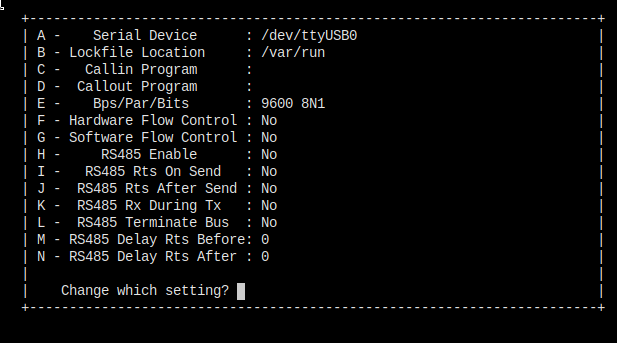 +-----------------------------------------------------------------------+
| A -    Serial Device      : /dev/ttyUSB0                              |
| B - Lockfile Location     : /var/run                                  |
| C -   Callin Program      :                                           |
| D -  Callout Program      :                                           |
| E -    Bps/Par/Bits       : 9600 8N1                                  |
| F - Hardware Flow Control : No                                        |
| G - Software Flow Control : No                                        |
| H -     RS485 Enable      : No                                        |
| I -   RS485 Rts On Send   : No                                        |
| J -  RS485 Rts After Send : No                                        |
| K -  RS485 Rx During Tx   : No                                        |
| L -  RS485 Terminate Bus  : No                                        |
| M - RS485 Delay Rts Before: 0                                         |
| N - RS485 Delay Rts After : 0                                         |
|                                                                       |
|    Change which setting?                                              |
+-----------------------------------------------------------------------+